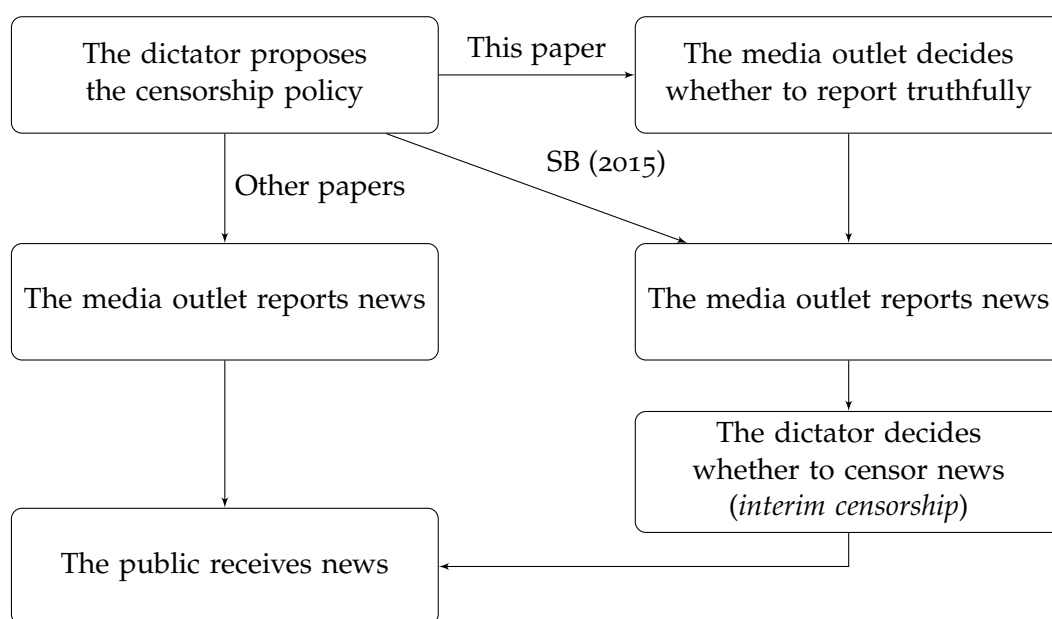 The dictator proposes
the censorship policy
This paper
The media outlet decides
whether to report truthfully
SB (2015)
Other papers
The media outlet reports news
The media outlet reports news
The dictator decides
whether to censor news
(interim censorship)
The public receives news